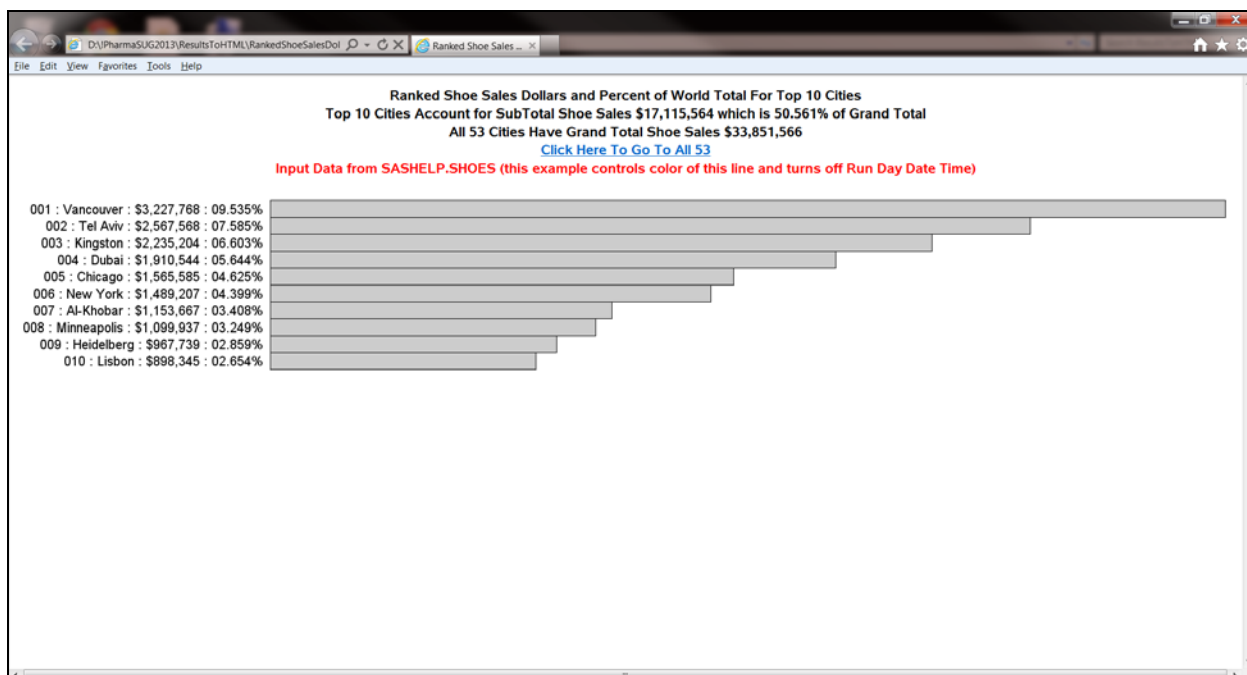 D:\!PharmaSUG2013\ResultsToHTML\RankedShoeSalesDol
Ranked Shoe Sales ...
File Edit View Favorites Tools Help
Ranked Shoe Sales Dollars and Percent of World Total For Top 10 Cities
Top 10 Cities Account for SubTotal Shoe Sales $17,115,564 which is 50.561% of Grand Total
All 53 Cities Have Grand Total Shoe Sales $33,851,566
Click Here To Go To All 53
Input Data from SASHELP.SHOES (this example controls color of this line and turns off Run Day Date Time)
001 : Vancouver : $3,227,768 : 09.535%
002 : Tel Aviv : $2,567,568 : 07.585%
003 : Kingston : $2,235,204 : 06.603%
004 : Dubai : $1,910,544 : 05.644%
005 : Chicago : $1,565,585 : 04.625%
006 : New York : $1,489,207 : 04.399%
007 : Al-Khobar : $1,153,667 : 03.408%
008 : Minneapolis : $1,099,937 : 03.249%
009 : Heidelberg : $967,739 : 02.859%
010 : Lisbon : $898,345 : 02.654%